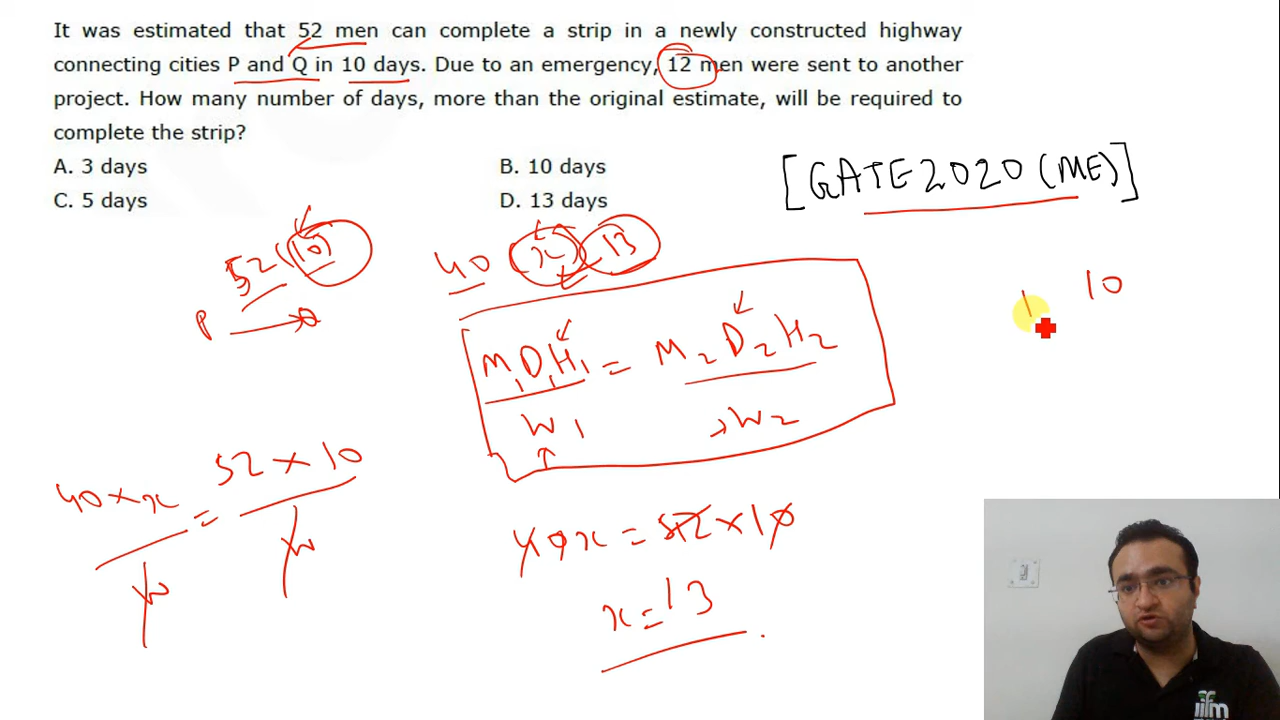 It was estimated that 52 men can complete a strip in a newly constructed highway
connecting cities P and Q in 10 days. Due to an emergency, 12 men were sent to another
project. How many number of days, more than the original estimate, will be required to
complete the strip?
A. 3 days B. 10 days
C. 5 days D. 13 days
[GATE 2020 (ME)]
52 (10) 40 x 13
P → Q
10
M1D1H1 = M2D2H2
W1 W2
40 × x = 52 × 10
w w
40x = 52 × 10
x = 13
iifm